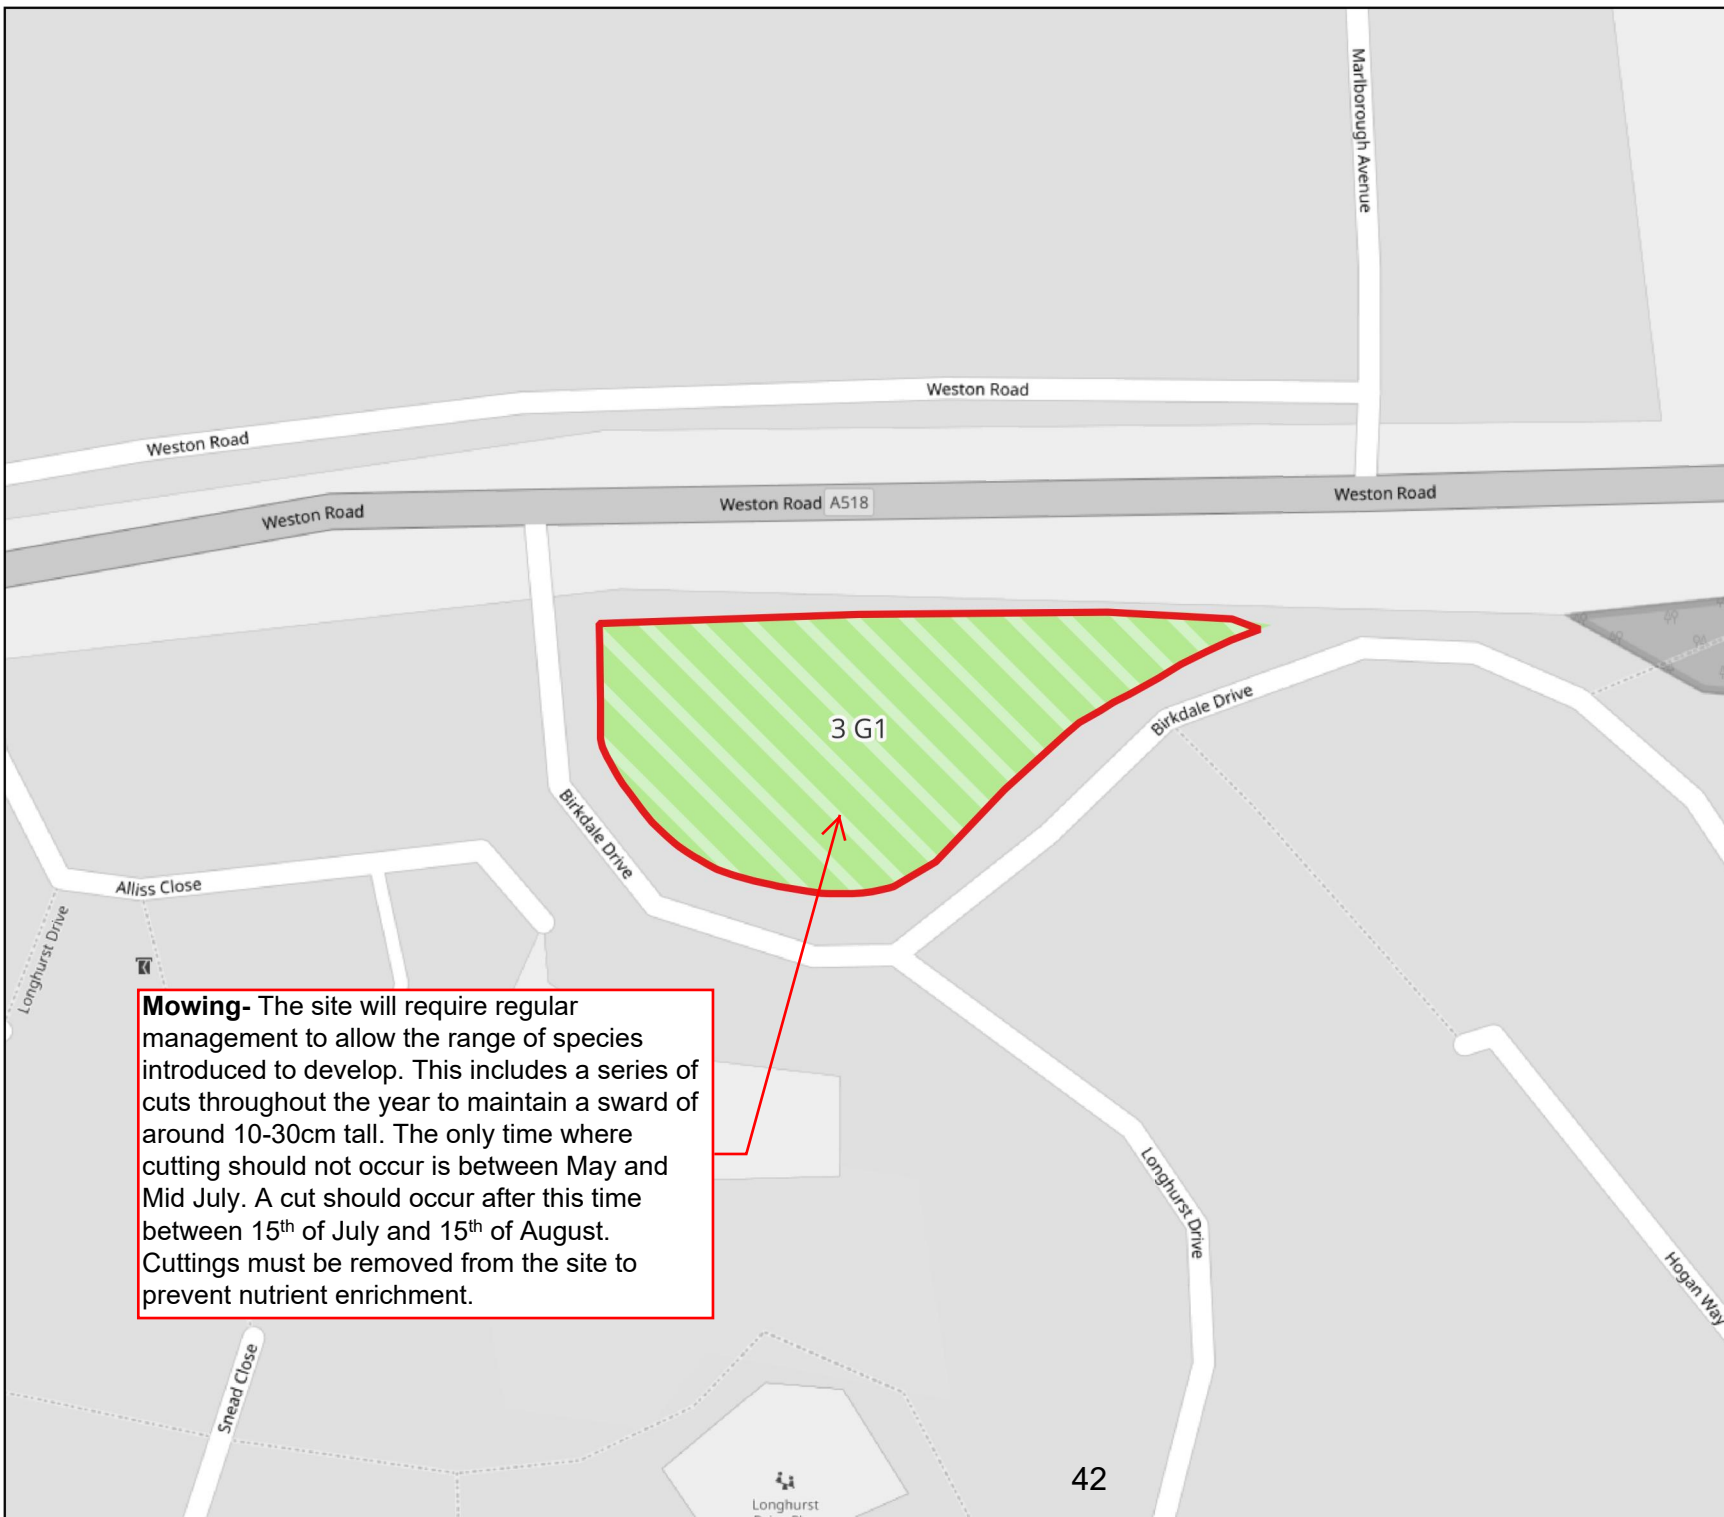 Marlborough Avenue
Weston Road
Weston Road
Weston Road
Weston Road A518
Weston Road
3 G1
Birkdale Drive
Birkdale Drive
Alliss Close
Longhurst Drive
Mowing- The site will require regular
management to allow the range of species
introduced to develop. This includes a series of
cuts throughout the year to maintain a sward of
around 10-30cm tall. The only time where
cutting should not occur is between May and
Mid July. A cut should occur after this time
between 15th of July and 15th of August.
Cuttings must be removed from the site to
prevent nutrient enrichment.
Longhurst Drive
Hogan Way
Snead Close
42
Longhurst